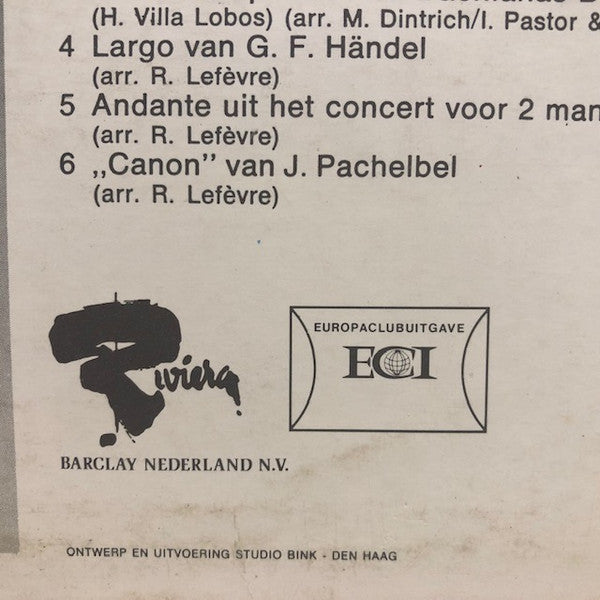 (H. Villa Lobos) (arr. M. Dintrich/I. Pastor &
4 Largo van G. F. Händel
(arr. R. Lefèvre)
5 Andante uit het concert voor 2 man
(arr. R. Lefèvre)
6 „Canon” van J. Pachelbel
(arr. R. Lefèvre)
Riviera
EUROPACLUBUITGAVE
ECI
BARCLAY NEDERLAND N.V.
ONTWERP EN UITVOERING STUDIO BINK - DEN HAAG